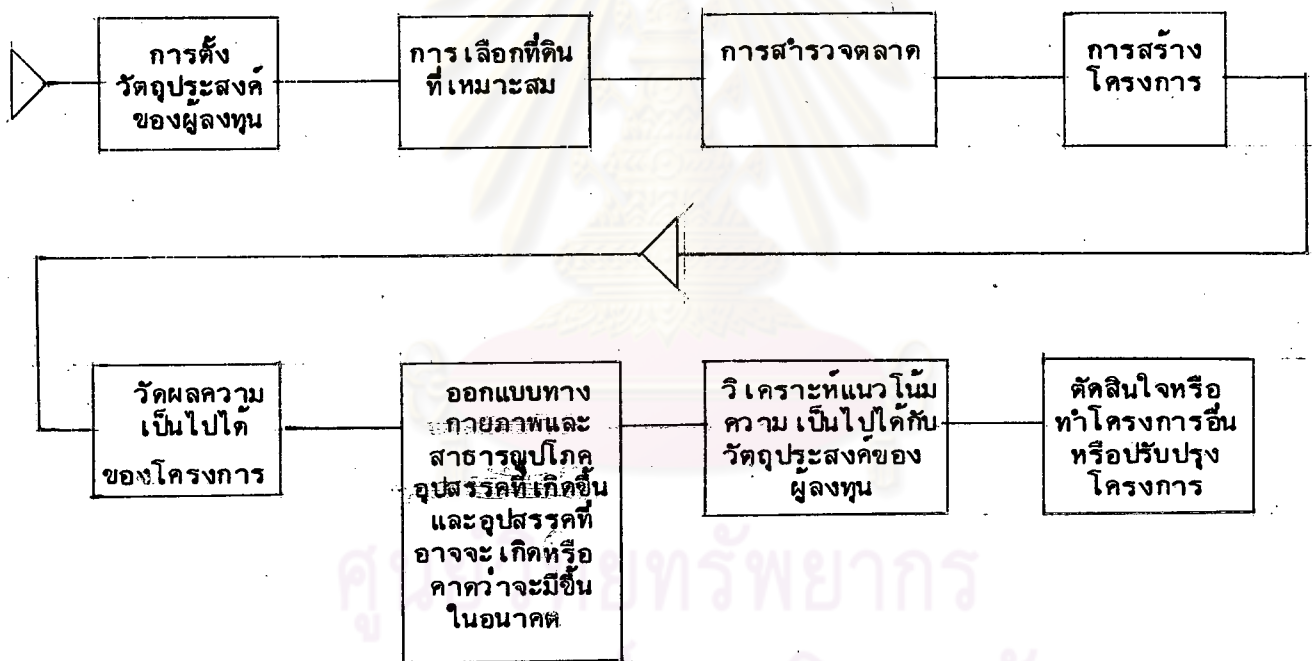 การตั้ง
วัตถุประสงค์
ของผู้ลงทุน
การเลือกที่ดิน
ที่เหมาะสม
การสำรวจตลาด
การสร้าง
โครงการ
วัดผลความ
เป็นไปได้
ของโครงการ
ออกแบบทาง
กายภาพและ
สาธารณูปโภค
อุปสรรคที่เกิดขึ้น
และอุปสรรคที่
อาจจะเกิดหรือ
คาดว่าจะมีขึ้น
ในอนาคต
วิเคราะห์แนวโน้ม
ความเป็นไปได้กับ
วัตถุประสงค์ของ
ผู้ลงทุน
ตัดสินใจหรือ
ทำโครงการอื่น
หรือปรับปรุง
โครงการ
ศูนย์วิทยทรัพยากร